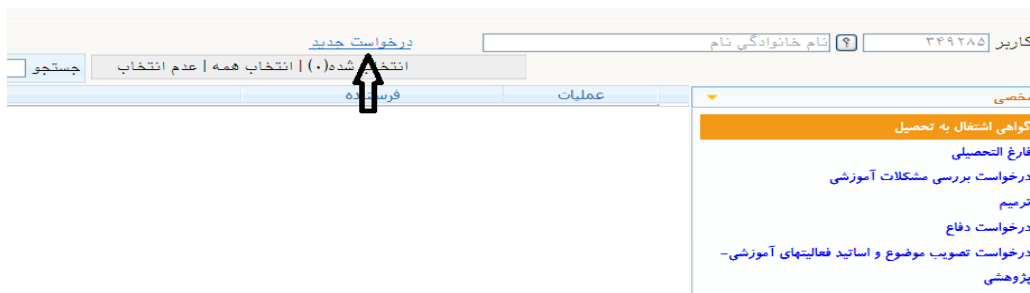 کاربر ۳۴۹۲۸۵ ؟ نام خانوادگی نام درخواست جدید
انتخاب شده(۰) | انتخاب همه | عدم انتخاب جستجو
عملیات فرستنده
گواهی اشتغال به تحصیل
فارغ التحصیلی
درخواست بررسی مشکلات آموزشی
ترمیم
درخواست دفاع
درخواست تصویب موضوع و اساتید فعالیتهای آموزشی-
پژوهشی